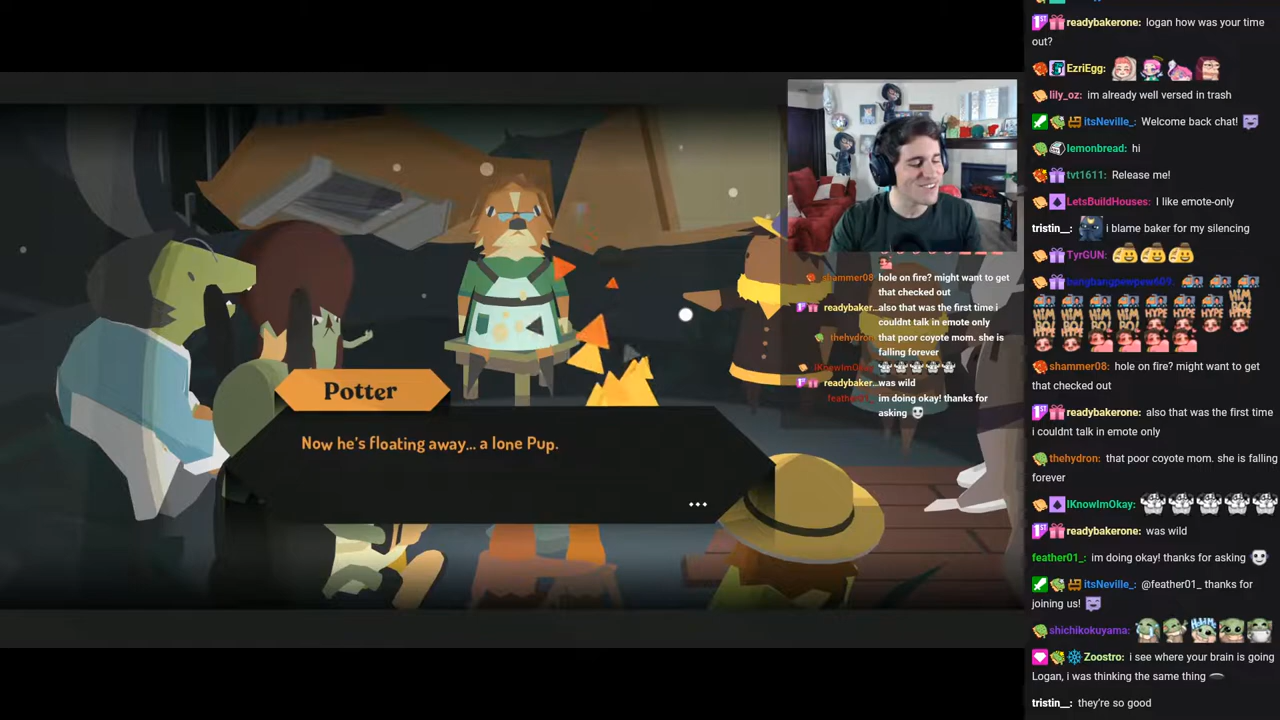 Potter
Now he's floating away... a lone Pup.
...
shammer08 hole on fire? might want to get
that checked out
readybaker... also that was the first time i
couldnt talk in emote only
thehydron: that poor coyote mom. she is
falling forever
IKnowImOkay
readybaker... was wild
feather01_ im doing okay! thanks for
asking
readybakerone: logan how was your time
out?
EzriEgg:
lily_oz: im already well versed in trash
itsNeville_: Welcome back chat!
lemonbread: hi
tvt1611: Release me!
LetsBuildHouses: I like emote-only
tristin__: i blame baker for my silencing
TyrGUN:
bangbangpewpew609:
shammer08: hole on fire? might want to
get that checked out
readybakerone: also that was the first time
i couldnt talk in emote only
thehydron: that poor coyote mom. she is falling
forever
IKnowImOkay:
readybakerone: was wild
feather01_: im doing okay! thanks for asking
itsNeville_: @feather01_ thanks for
joining us!
shichikokuyama:
Zoostro: i see where your brain is going
Logan, i was thinking the same thing
tristin__: they're so good